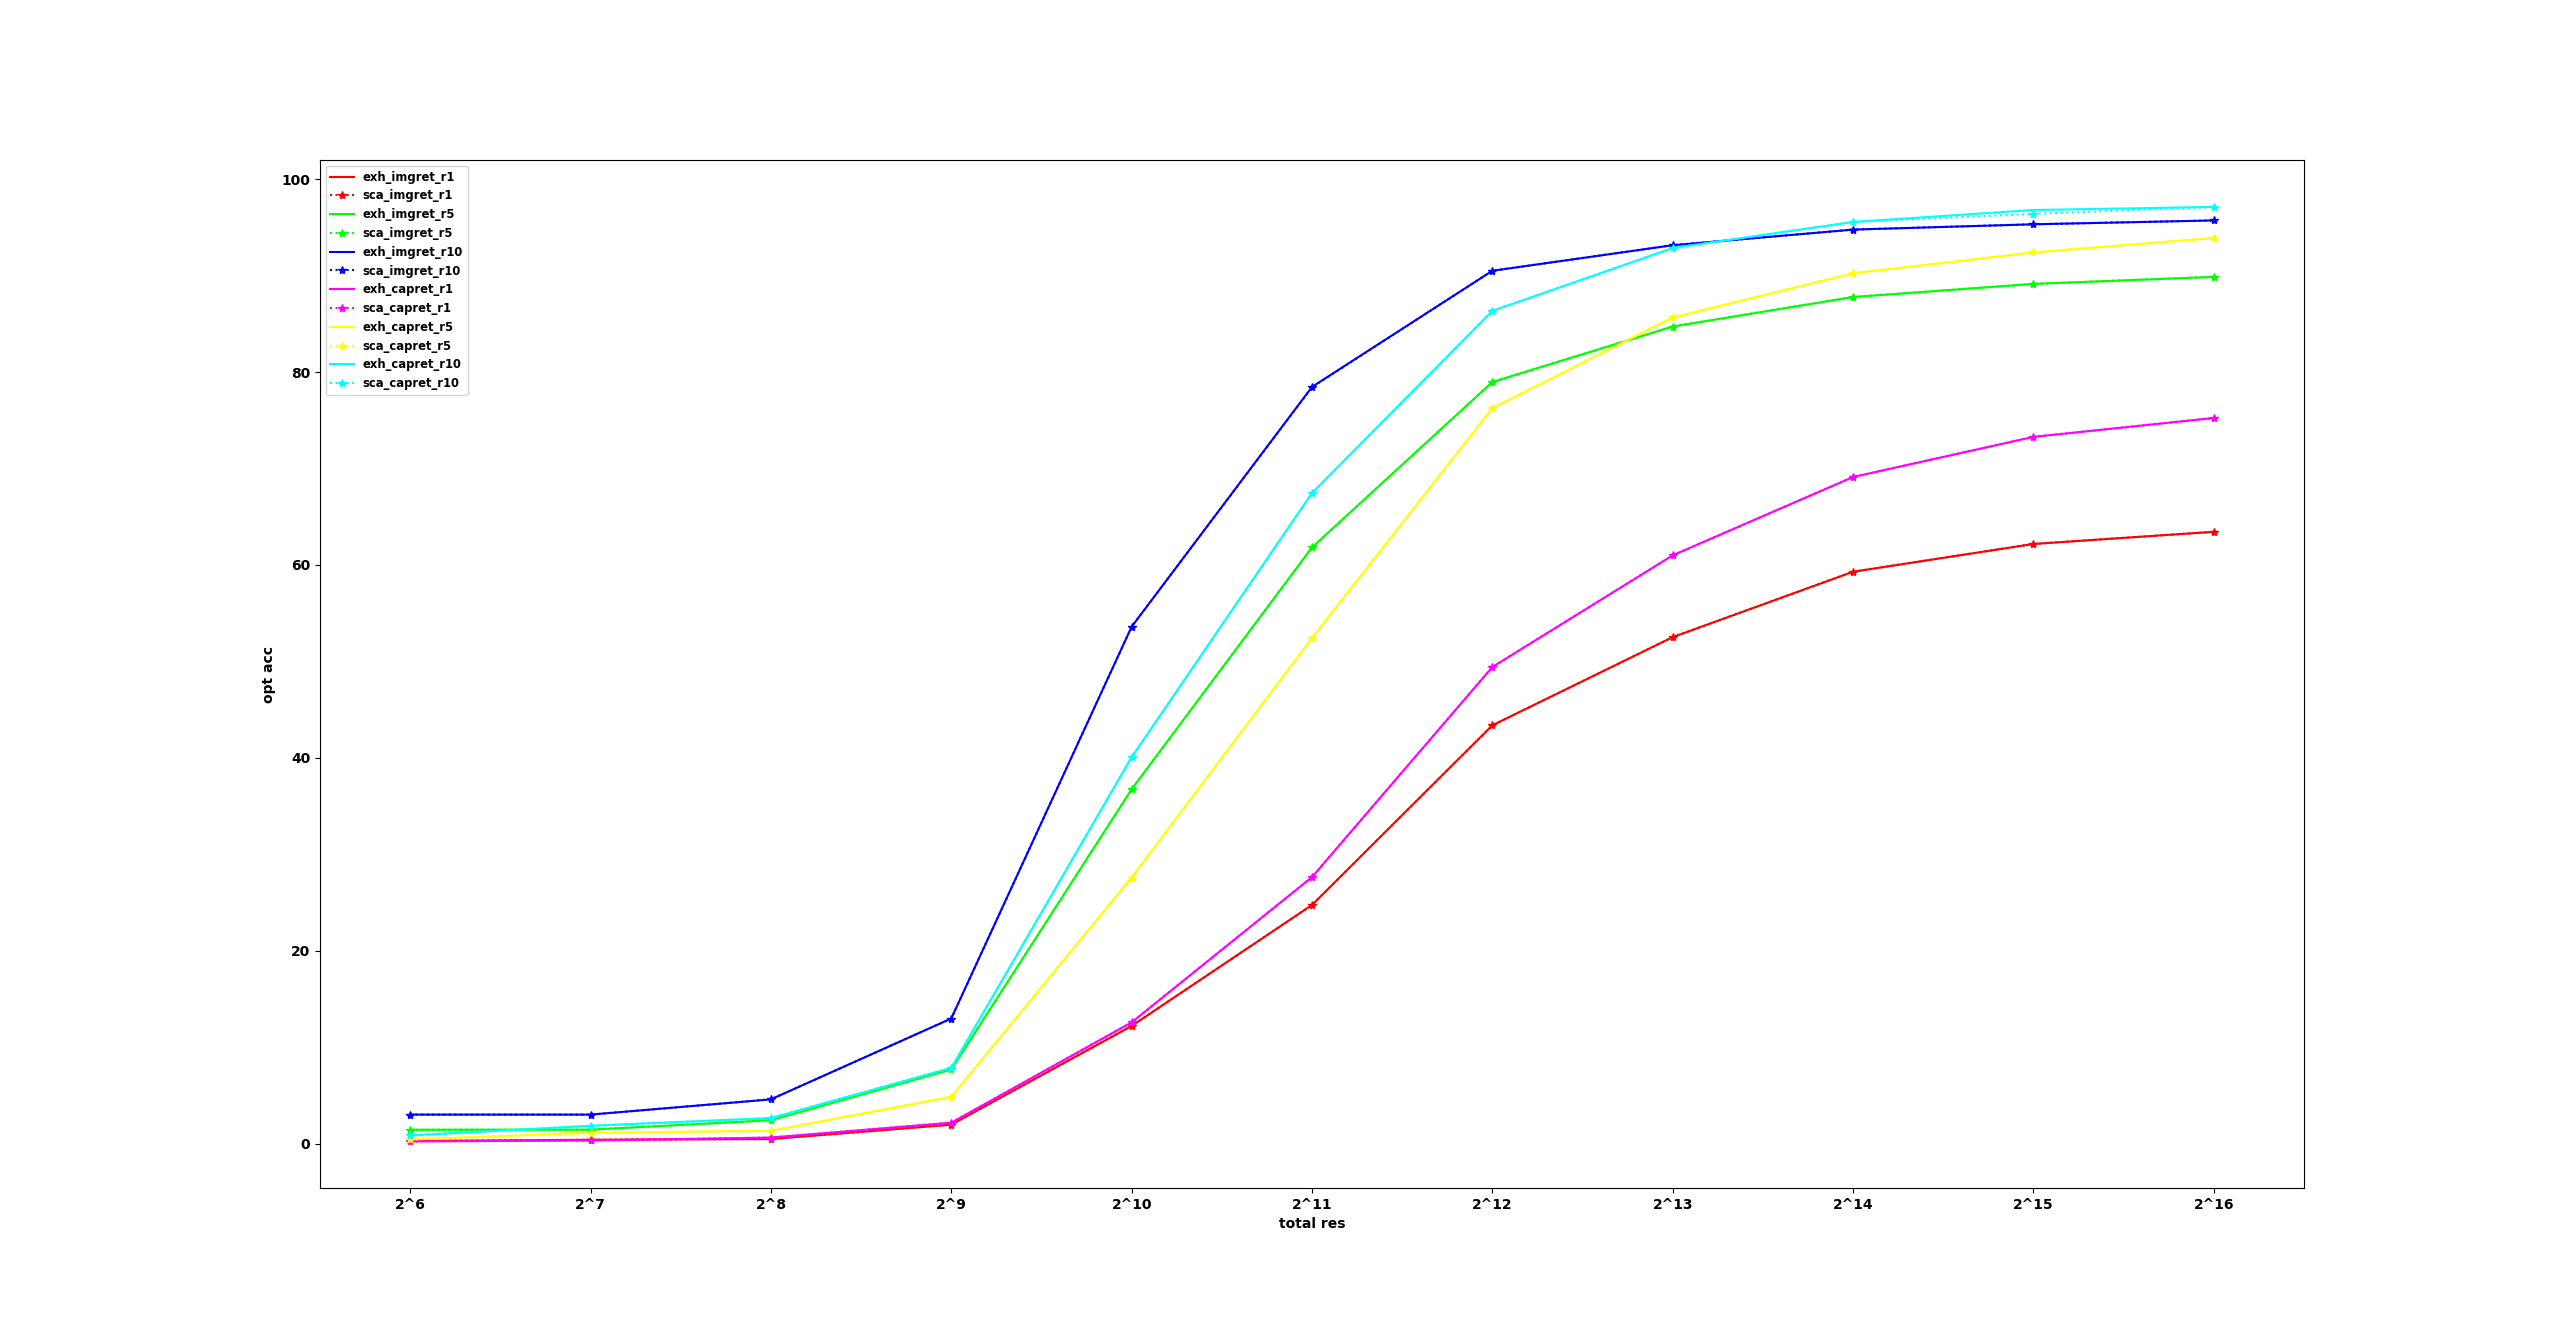 100
80
60
40
20
0
opt acc
exh_imgret_r1
sca_imgret_r1
exh_imgret_r5
sca_imgret_r5
exh_imgret_r10
sca_imgret_r10
exh_capret_r1
sca_capret_r1
exh_capret_r5
sca_capret_r5
exh_capret_r10
sca_capret_r10
2^6 2^7 2^8 2^9 2^10 2^11 2^12 2^13 2^14 2^15 2^16
total res